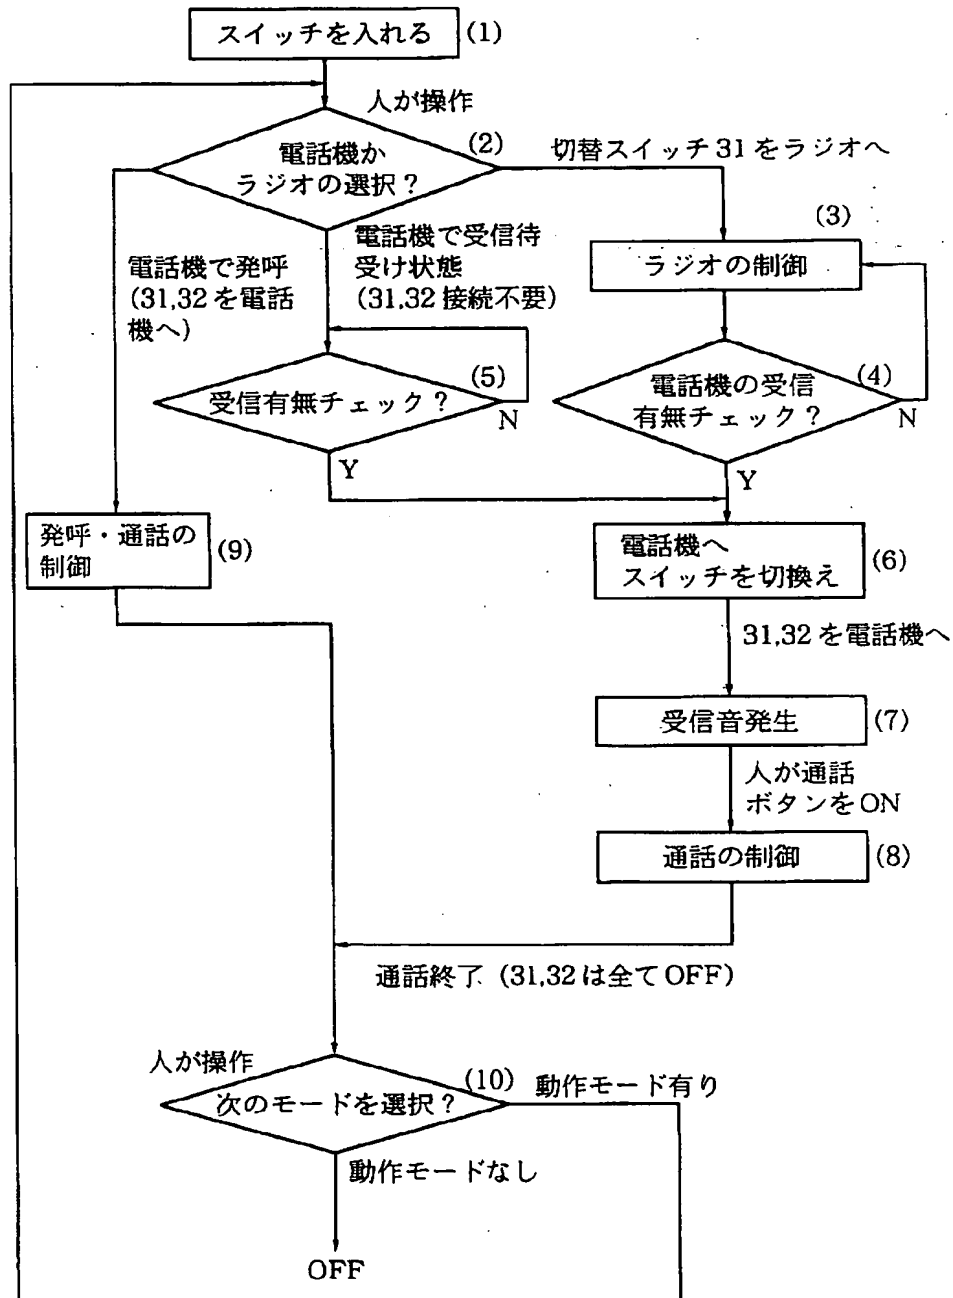 スイッチを入れる (1)
人が操作
電話機か (2)
ラジオの選択？
切替スイッチ31をラジオへ
(3)
ラジオの制御
電話機で受信待
受け状態
(31,32接続不要)
電話機で発呼
(31,32を電話
機へ)
(5)
受信有無チェック？
N
Y
電話機の受信 (4)
有無チェック？
N
Y
発呼・通話の
制御
(9)
電話機へ
スイッチを切換え
(6)
31,32を電話機へ
受信音発生 (7)
人が通話
ボタンをON
通話の制御 (8)
通話終了 (31,32は全てOFF)
人が操作
(10)
次のモードを選択？
動作モード有り
動作モードなし
OFF